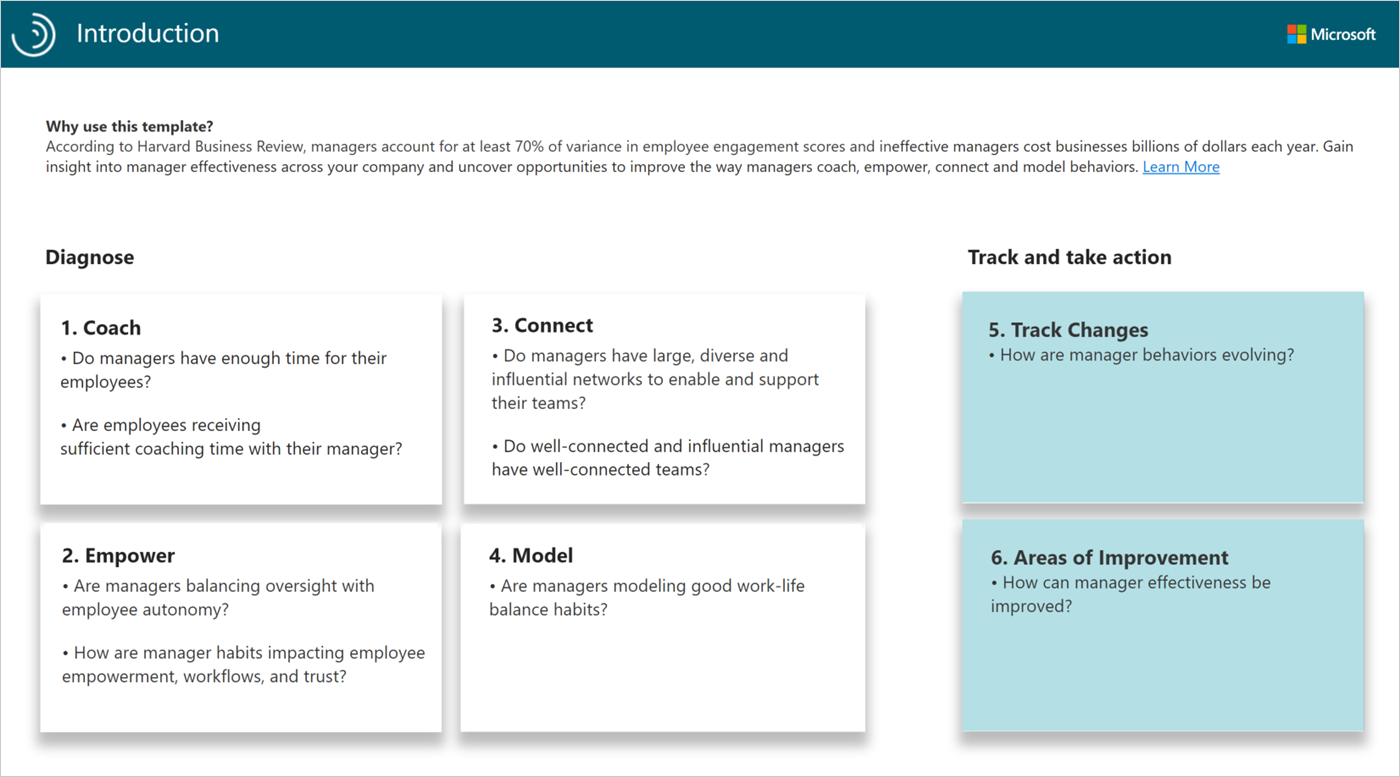 Introduction
Microsoft
Why use this template?
According to Harvard Business Review, managers account for at least 70% of variance in employee engagement scores and ineffective managers cost businesses billions of dollars each year. Gain
insight into manager effectiveness across your company and uncover opportunities to improve the way managers coach, empower, connect and model behaviors. Learn More
Diagnose
1. Coach
• Do managers have enough time for their
employees?
• Are employees receiving
sufficient coaching time with their manager?
2. Empower
• Are managers balancing oversight with
employee autonomy?
• How are manager habits impacting employee
empowerment, workflows, and trust?
3. Connect
• Do managers have large, diverse and
influential networks to enable and support
their teams?
• Do well-connected and influential managers
have well-connected teams?
4. Model
• Are managers modeling good work-life
balance habits?
Track and take action
5. Track Changes
• How are manager behaviors evolving?
6. Areas of Improvement
• How can manager effectiveness be
improved?